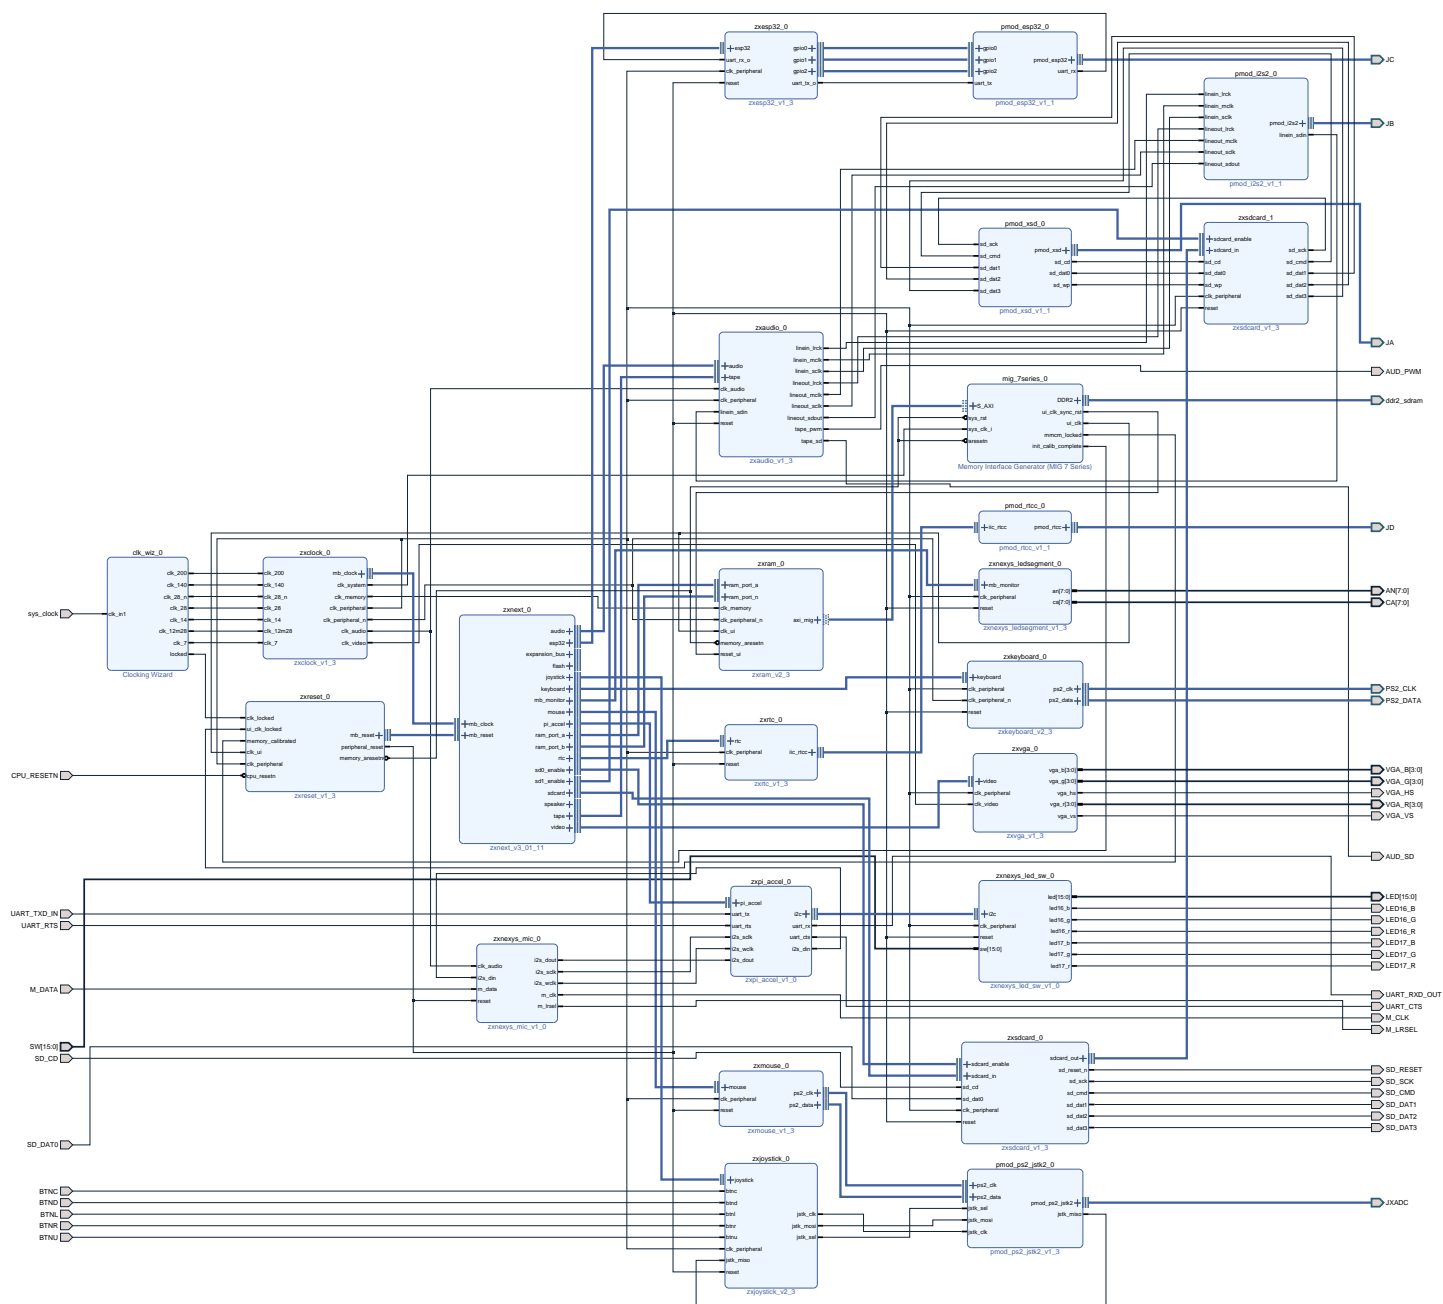 zxesp32_0
esp32
uart_rx_o
clk_peripheral
reset
gpio0
gpio1
gpio2
uart_tx_o
zxesp32_v1_3
pmod_esp32_0
gpio0
gpio1
gpio2
uart_tx
pmod_esp32
uart_rx
pmod_esp32_v1_1
JC
pmod_i2s2_0
linein_lrck
linein_mclk
linein_sclk
lineout_lrck
lineout_mclk
lineout_sclk
lineout_sdout
pmod_i2s2
linein_sdin
pmod_i2s2_v1_1
JB
pmod_xsd_0
sd_sck
sd_cmd
sd_dat1
sd_dat2
sd_dat3
pmod_xsd
sd_cd
sd_dat0
sd_wp
pmod_xsd_v1_1
zxsdcard_1
sdcard_enable
sdcard_in
sd_cd
sd_dat0
sd_wp
clk_peripheral
reset
sd_sck
sd_cmd
sd_dat1
sd_dat2
sd_dat3
zxsdcard_v1_3
JA
zxaudio_0
audio
tape
clk_audio
clk_peripheral
linein_sdin
reset
linein_lrck
linein_mclk
linein_sclk
lineout_lrck
lineout_mclk
lineout_sclk
lineout_sdout
tape_pwm
tape_sd
zxaudio_v1_3
AUD_PWM
mig_7series_0
S_AXI
sys_rst
sys_clk_i
aresetn
DDR2
ui_clk_sync_rst
ui_clk
mmcm_locked
init_calib_complete
Memory Interface Generator (MIG 7 Series)
ddr2_sdram
pmod_rtcc_0
iic_rtcc
pmod_rtcc
pmod_rtcc_v1_1
JD
sys_clock
clk_wiz_0
clk_in1
clk_200
clk_140
clk_28_n
clk_28
clk_14
clk_12m28
clk_7
locked
Clocking Wizard
zxclock_0
clk_200
clk_140
clk_28_n
clk_28
clk_14
clk_12m28
clk_7
mb_clock
clk_system
clk_memory
clk_peripheral
clk_peripheral_n
clk_audio
clk_video
zxclock_v1_3
zxram_0
ram_port_a
ram_port_n
clk_memory
clk_peripheral_n
clk_ui
memory_aresetn
reset_ui
axi_mig
zxram_v2_3
zxnexys_ledsegment_0
mb_monitor
clk_peripheral
reset
an[7:0]
ca[7:0]
zxnexys_ledsegment_v1_3
AN[7:0]
CA[7:0]
zxnext_0
mb_clock
mb_reset
audio
esp32
expansion_bus
flash
joystick
keyboard
mb_monitor
mouse
pi_accel
ram_port_a
ram_port_b
rtc
sd0_enable
sd1_enable
sdcard
speaker
tape
video
zxnext_v3_01_11
zxkeyboard_0
keyboard
clk_peripheral
clk_peripheral_n
reset
ps2_clk
ps2_data
zxkeyboard_v2_3
PS2_CLK
PS2_DATA
CPU_RESETN
zxreset_0
clk_locked
ui_clk_locked
memory_calibrated
clk_ui
clk_peripheral
cpu_resetn
mb_reset
peripheral_reset
memory_aresetn
zxreset_v1_3
zxrtc_0
rtc
clk_peripheral
reset
iic_rtcc
zxrtc_v1_3
zxvga_0
video
clk_peripheral
clk_video
vga_b[3:0]
vga_g[3:0]
vga_hs
vga_r[3:0]
vga_vs
zxvga_v1_3
VGA_B[3:0]
VGA_G[3:0]
VGA_HS
VGA_R[3:0]
VGA_VS
AUD_SD
UART_TXD_IN
UART_RTS
zxpi_accel_0
pi_accel
uart_tx
uart_rts
i2s_sclk
i2s_wclk
i2s_dout
i2c
uart_rx
uart_cts
i2s_din
zxpi_accel_v1_0
zxnexys_led_sw_0
i2c
clk_peripheral
reset
sw[15:0]
led[15:0]
led16_b
led16_g
led16_r
led17_b
led17_g
led17_r
zxnexys_led_sw_v1_0
LED[15:0]
LED16_B
LED16_G
LED16_R
LED17_B
LED17_G
LED17_R
M_DATA
zxnexys_mic_0
clk_audio
i2s_din
m_data
reset
i2s_dout
i2s_sclk
i2s_wclk
m_clk
m_lrsel
zxnexys_mic_v1_0
UART_RXD_OUT
UART_CTS
M_CLK
M_LRSEL
SW[15:0]
SD_CD
SD_DAT0
zxsdcard_0
sdcard_enable
sdcard_in
sd_cd
sd_dat0
clk_peripheral
reset
sdcard_out
sd_reset_n
sd_sck
sd_cmd
sd_dat1
sd_dat2
sd_dat3
zxsdcard_v1_3
SD_RESET
SD_SCK
SD_CMD
SD_DAT1
SD_DAT2
SD_DAT3
zxmouse_0
mouse
clk_peripheral
reset
ps2_clk
ps2_data
zxmouse_v1_3
BTNC
BTND
BTNL
BTNR
BTNU
zxjoystick_0
joystick
btnc
btnd
btnl
btnr
btnu
clk_peripheral
jstk_miso
reset
jstk_clk
jstk_mosi
jstk_sel
zxjoystick_v2_3
pmod_ps2_jstk2_0
ps2_clk
ps2_data
jstk_sel
jstk_mosi
jstk_clk
pmod_ps2_jstk2
jstk_miso
pmod_ps2_jstk2_v1_3
JXADC